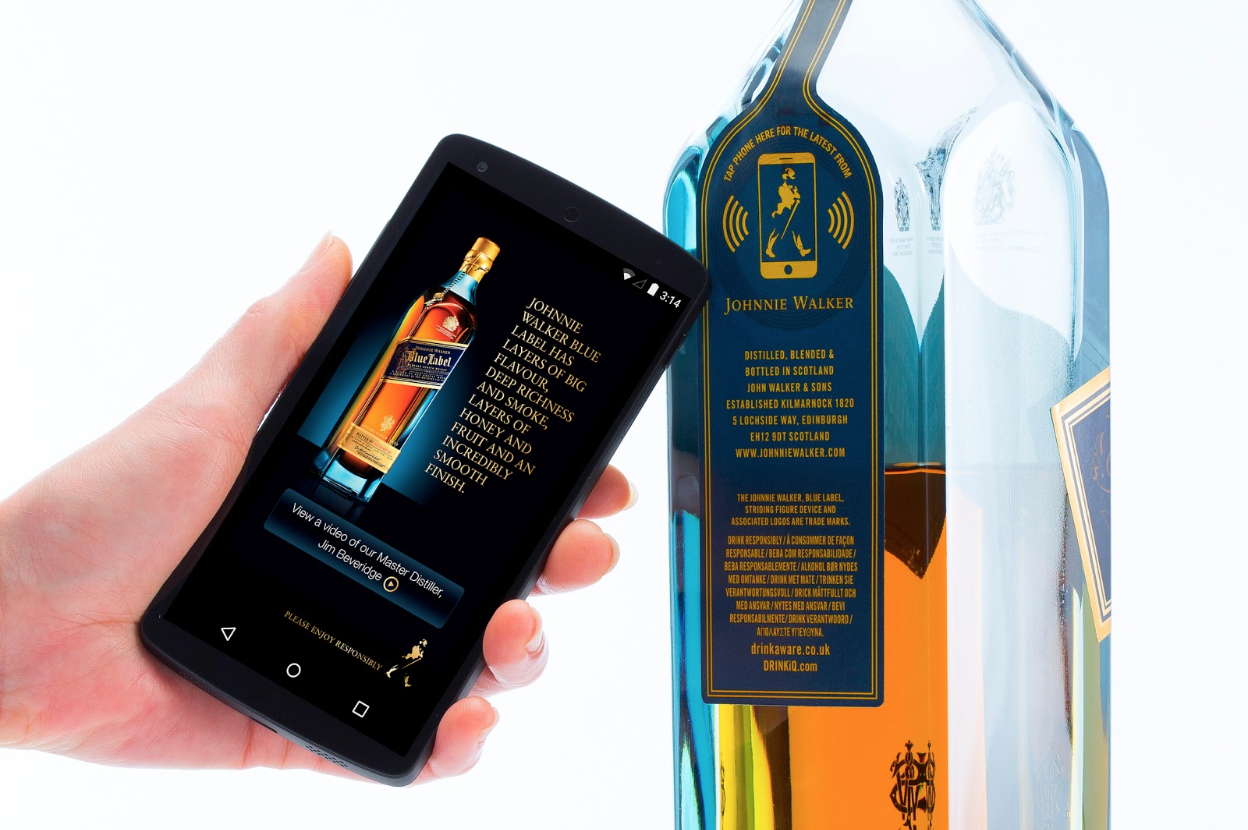 3:14
JOHNNIE
WALKER BLUE
LABEL HAS
LAYERS OF BIG
FLAVOUR,
DEEP RICHNESS
AND SMOKE,
LAYERS OF
HONEY AND
FRUIT AND AN
INCREDIBLY
SMOOTH
FINISH.
JOHNNIE WALKER
Blue Label
View a video of our Master Distiller,
Jim Beveridge
PLEASE ENJOY RESPONSIBLY
TAP PHONE HERE FOR THE LATEST FROM
JOHNNIE WALKER
DISTILLED, BLENDED &
BOTTLED IN SCOTLAND
JOHN WALKER & SONS
ESTABLISHED KILMARNOCK 1820
5 LOCHSIDE WAY, EDINBURGH
EH12 9DT SCOTLAND
WWW.JOHNNIEWALKER.COM
THE JOHNNIE WALKER, BLUE LABEL,
STRIDING FIGURE DEVICE AND
ASSOCIATED LOGOS ARE TRADE MARKS.
DRINK RESPONSIBLY / À CONSOMMER DE FAÇON
RESPONSABLE / BEBA COM RESPONSABILIDADE /
BEBA RESPONSABLEMENTE / ALKOHOL BØR NYDES
MED OMTANKE / DRINK MET MATE / TRINKEN SIE
VERANTWORTUNGSVOLL / DRICK MÅTTFULLT OCH
MED ANSVAR / NYTES MED ANSVAR / BEVI
RESPONSABILMENTE / DRINK VERANTWOORD /
ΑΠΟΛΑΥΣΤΕ ΥΠΕΥΘΥΝΑ.
drinkaware.co.uk
DRINKiQ.com